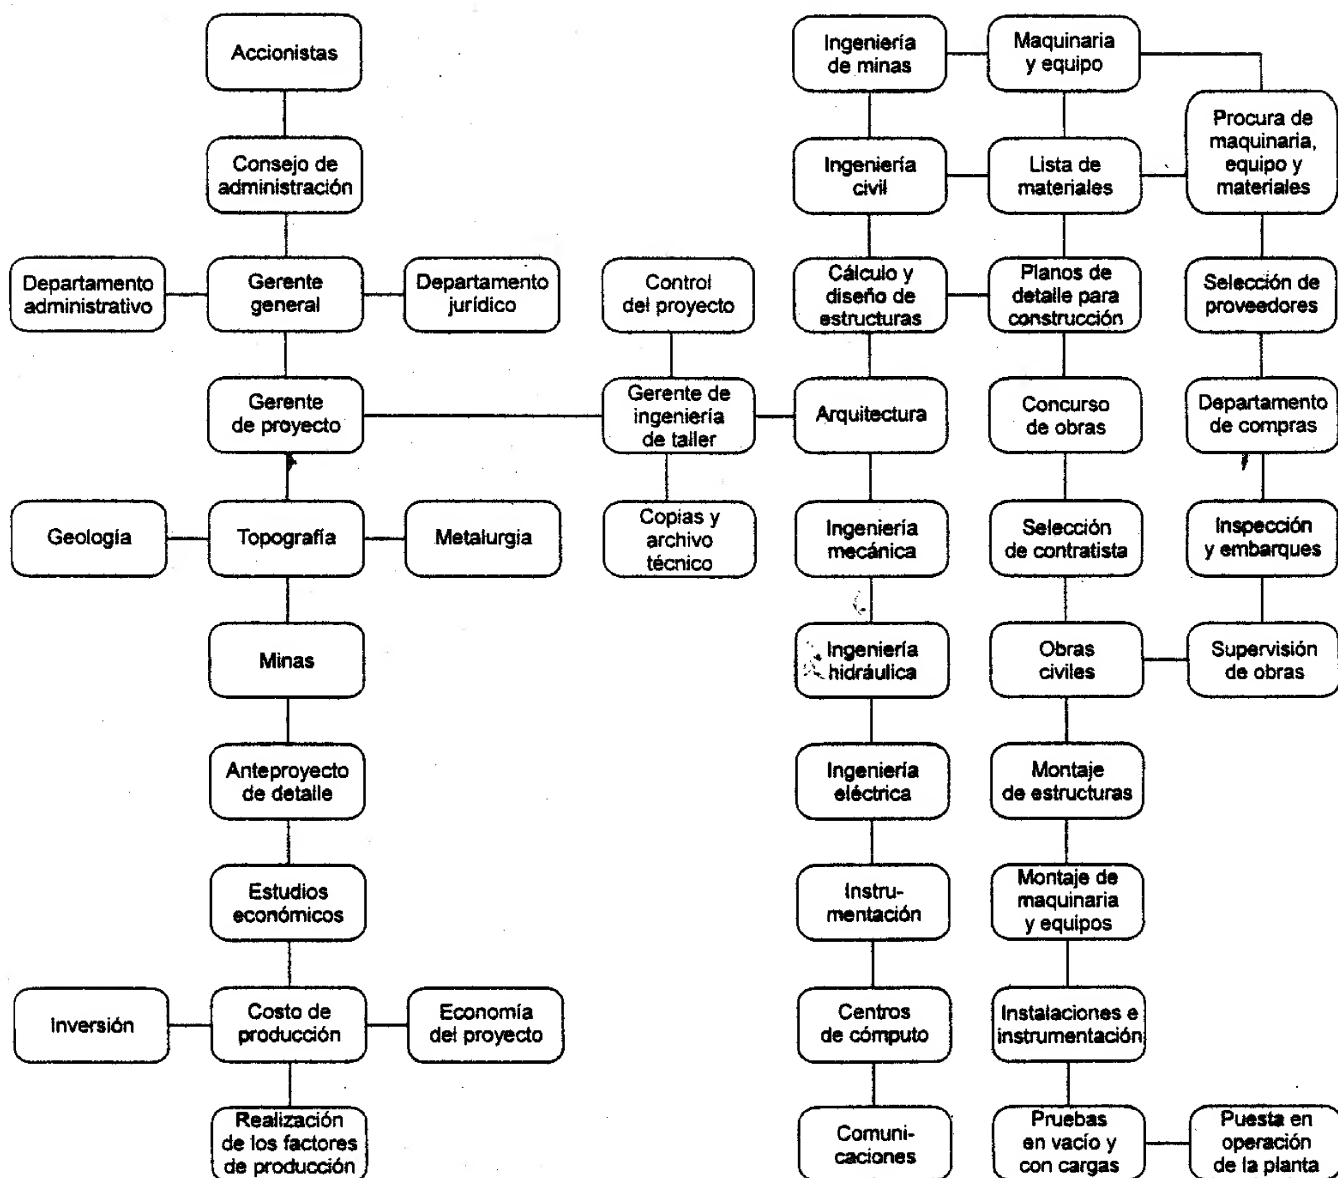 Accionistas
Consejo de
administración
Departamento
administrativo
Gerente
general
Departamento
jurídico
Gerente
de proyecto
Geología
Topografía
Metalurgia
Minas
Anteproyecto
de detalle
Estudios
económicos
Inversión
Costo de
producción
Economía
del proyecto
Realización
de los factores
de producción
Control
del proyecto
Gerente de
ingeniería
de taller
Copias y
archivo
técnico
Ingeniería
de minas
Ingeniería
civil
Cálculo y
diseño de
estructuras
Arquitectura
Ingeniería
mecánica
Ingeniería
hidráulica
Ingeniería
eléctrica
Instru-
mentación
Centros
de cómputo
Comuni-
caciones
Maquinaria
y equipo
Lista de
materiales
Planos de
detalle para
construcción
Concurso
de obras
Selección
de contratista
Obras
civiles
Montaje
de estructuras
Montaje de
maquinaria
y equipos
Instalaciones e
instrumentación
Pruebas
en vacío y
con cargas
Procura de
maquinaria,
equipo y
materiales
Selección de
proveedores
Departamento
de compras
Inspección
y embarques
Supervisión
de obras
Puesta en
operación
de la planta